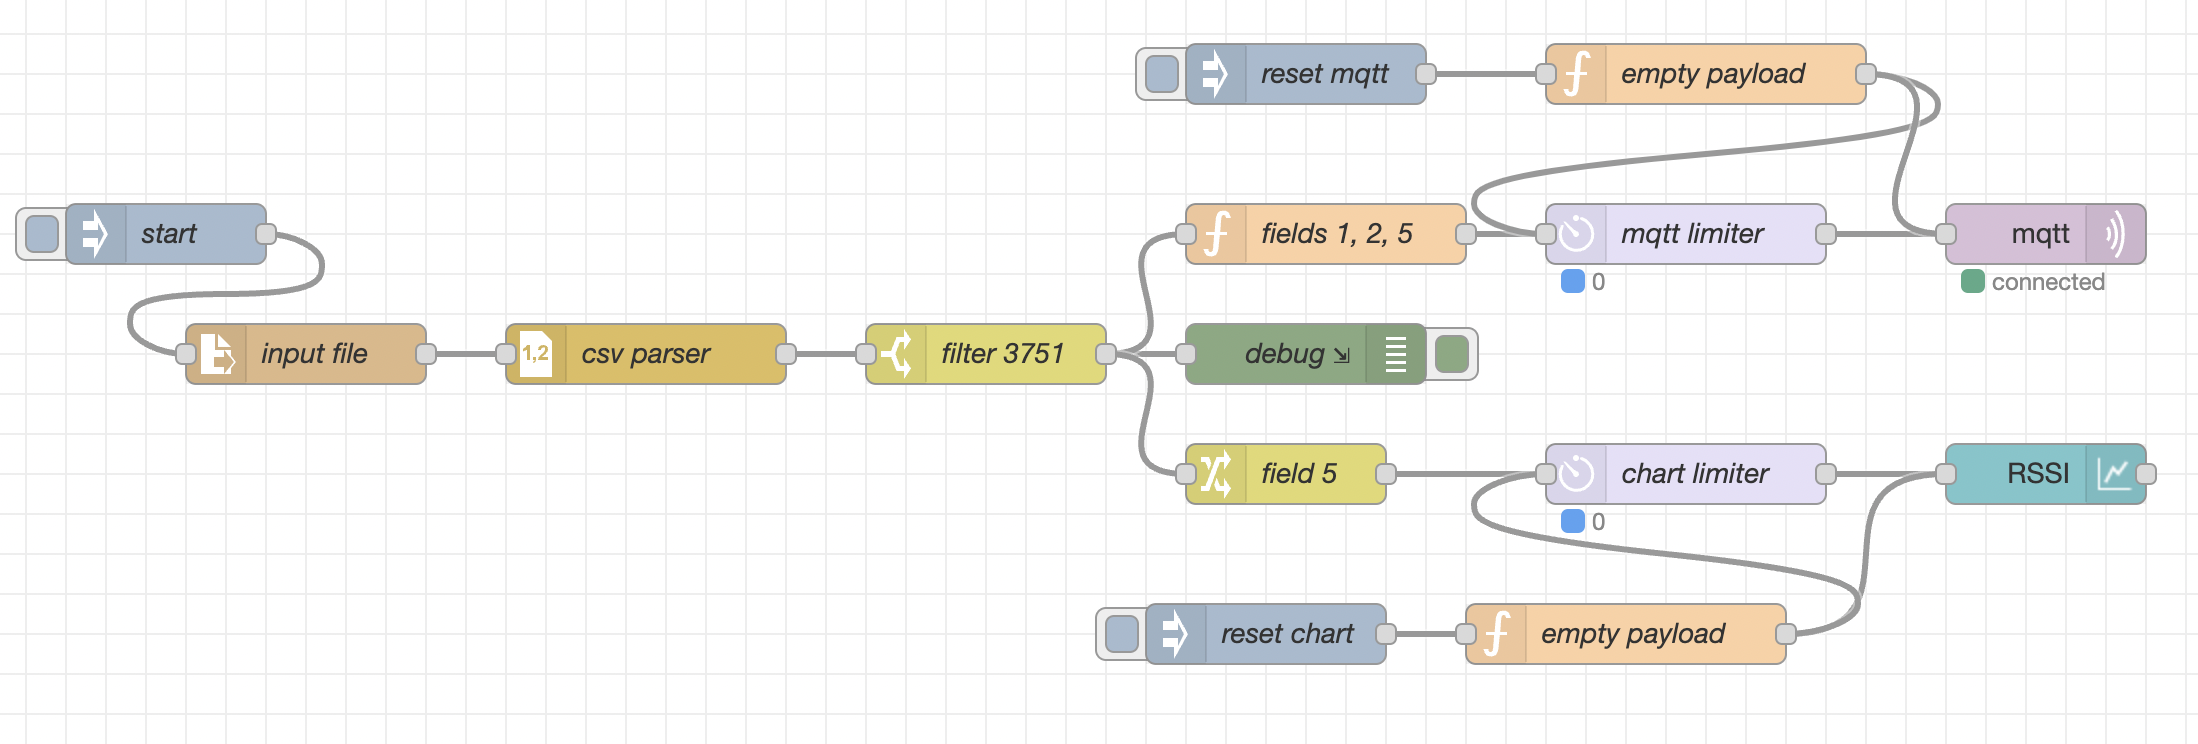 reset mqtt
empty payload
start
fields 1, 2, 5
mqtt limiter
mqtt
0
connected
input file
1,2
csv parser
filter 3751
debug
field 5
chart limiter
RSSI
0
reset chart
empty payload